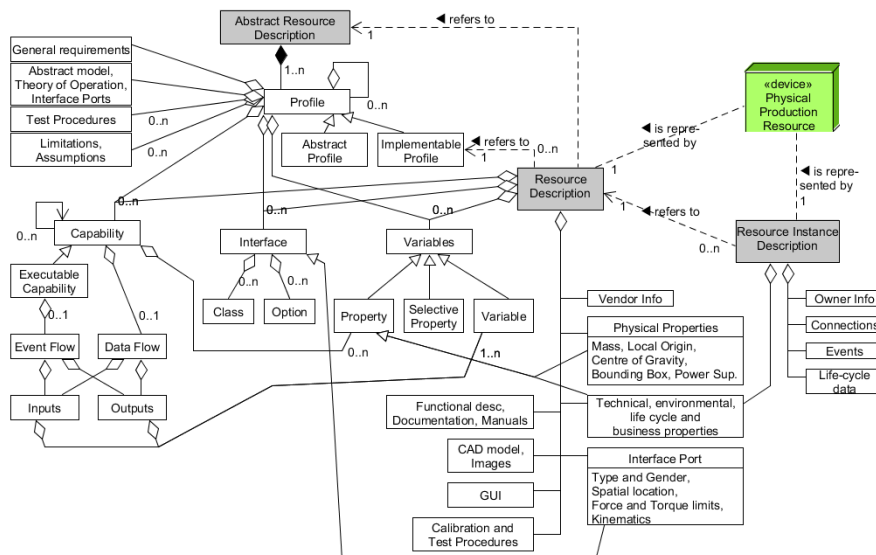 Abstract Resource
Description
◄ refers to
1
1..n
General requirements
Abstract model,
Theory of Operation,
Interface Ports
Test Procedures
0..n
Limitations,
Assumptions
0..n
Profile
0..n
Abstract
Profile
Implementable
Profile
◄ refers to
1
0..n
«device»
Physical
Production
Resource
◄ is repre-
sented by
1
◄ is repre-
sented by
1
Resource
Description
1
◄ refers to
0..n
Resource Instance
Description
0..n
0..n
0..n
0..n
Capability
Interface
Variables
Executable
Capability
0..n
0..n
Class
Option
Property
Selective
Property
Variable
0..1
0..1
Event Flow
Data Flow
0..n
1..n
Inputs
Outputs
Vendor Info
Physical Properties
Mass, Local Origin,
Centre of Gravity,
Bounding Box, Power Sup.
Owner Info
Connections
Events
Life-cycle
data
Functional desc,
Documentation, Manuals
Technical, environmental,
life cycle and
business properties
CAD model,
Images
GUI
Calibration and
Test Procedures
Interface Port
Type and Gender,
Spatial location,
Force and Torque limits,
Kinematics